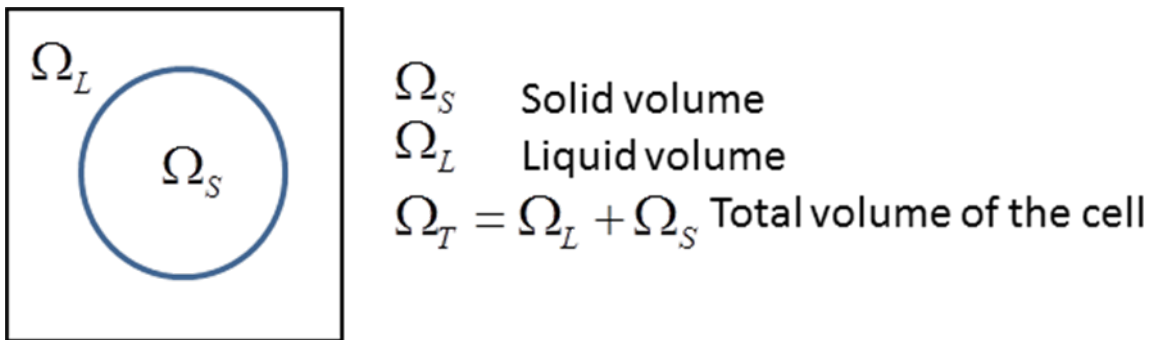 Ω_L
Ω_S
Ω_S Solid volume
Ω_L Liquid volume
Ω_T = Ω_L + Ω_S Total volume of the cell